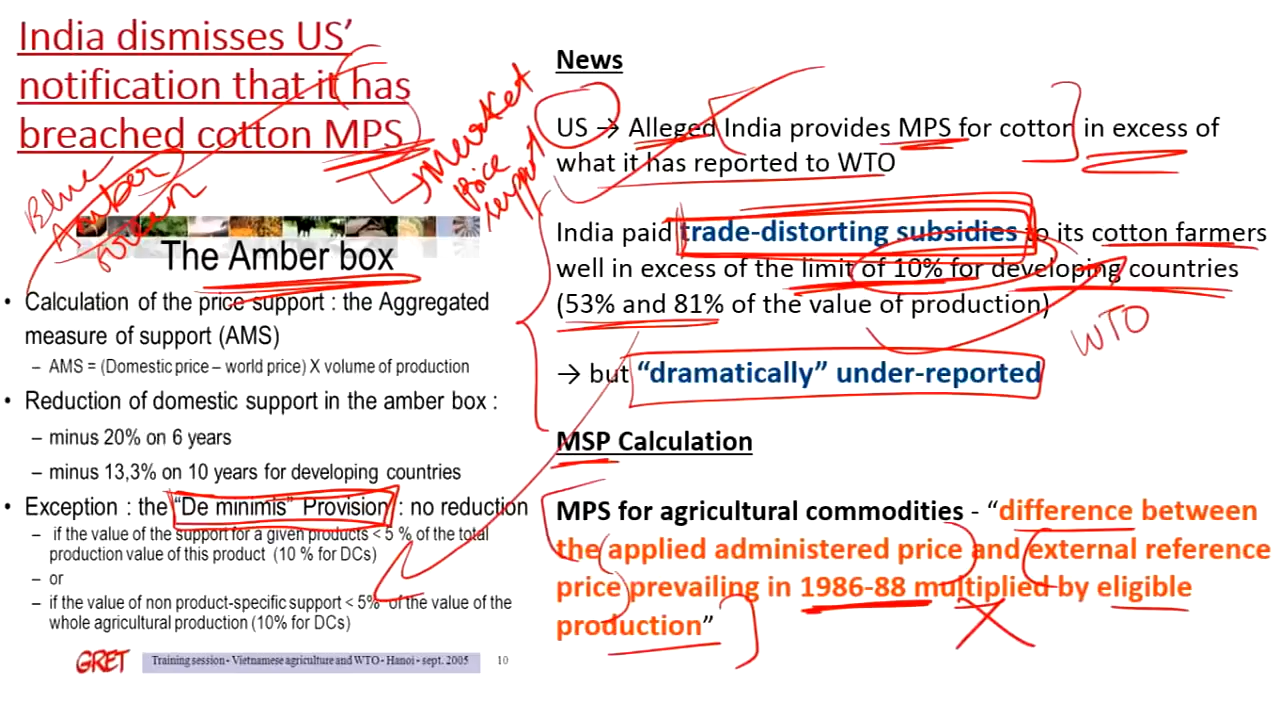 India dismisses US’
notification that it has
breached cotton MPS
Market
Price
support
Blue
Amber
Green
The Amber box
• Calculation of the price support : the Aggregated
measure of support (AMS)
– AMS = (Domestic price – world price) X volume of production
• Reduction of domestic support in the amber box :
– minus 20% on 6 years
– minus 13,3% on 10 years for developing countries
• Exception : the “De minimis” Provision : no reduction
– if the value of the support for a given products < 5 % of the total
production value of this product (10 % for DCs)
– or
– if the value of non product-specific support < 5% of the value of the
whole agricultural production (10% for DCs)
GRET
Training session - Vietnamese agriculture and WTO - Hanoi - sept. 2005
10
News
US → Alleged India provides MPS for cotton in excess of
what it has reported to WTO
India paid trade-distorting subsidies to its cotton farmers
well in excess of the limit of 10% for developing countries
(53% and 81% of the value of production)
WTO
→ but “dramatically” under-reported
MSP Calculation
MPS for agricultural commodities - “difference between
the applied administered price and external reference
price prevailing in 1986-88 multiplied by eligible
production”